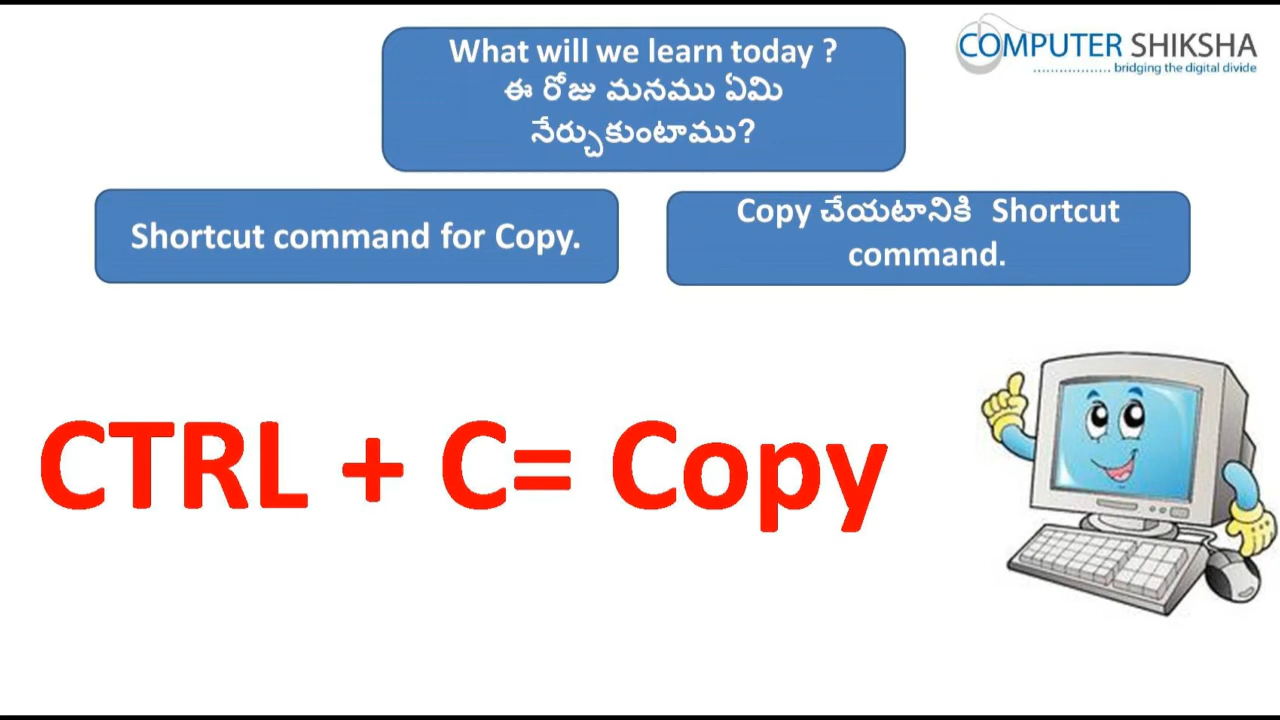 COMPUTER SHIKSHA
..................bridging the digital divide
What will we learn today ?
ఈ రోజు మనము ఏమి
నేర్చుకుంటాము?
Shortcut command for Copy.
Copy చేయటానికి Shortcut
command.
CTRL + C= Copy